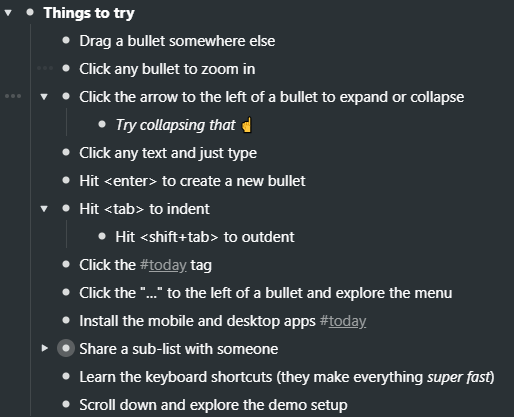 Things to try
Drag a bullet somewhere else
Click any bullet to zoom in
Click the arrow to the left of a bullet to expand or collapse
Try collapsing that ☝
Click any text and just type
Hit <enter> to create a new bullet
Hit <tab> to indent
Hit <shift+tab> to outdent
Click the #today tag
Click the "..." to the left of a bullet and explore the menu
Install the mobile and desktop apps #today
Share a sub-list with someone
Learn the keyboard shortcuts (they make everything super fast)
Scroll down and explore the demo setup